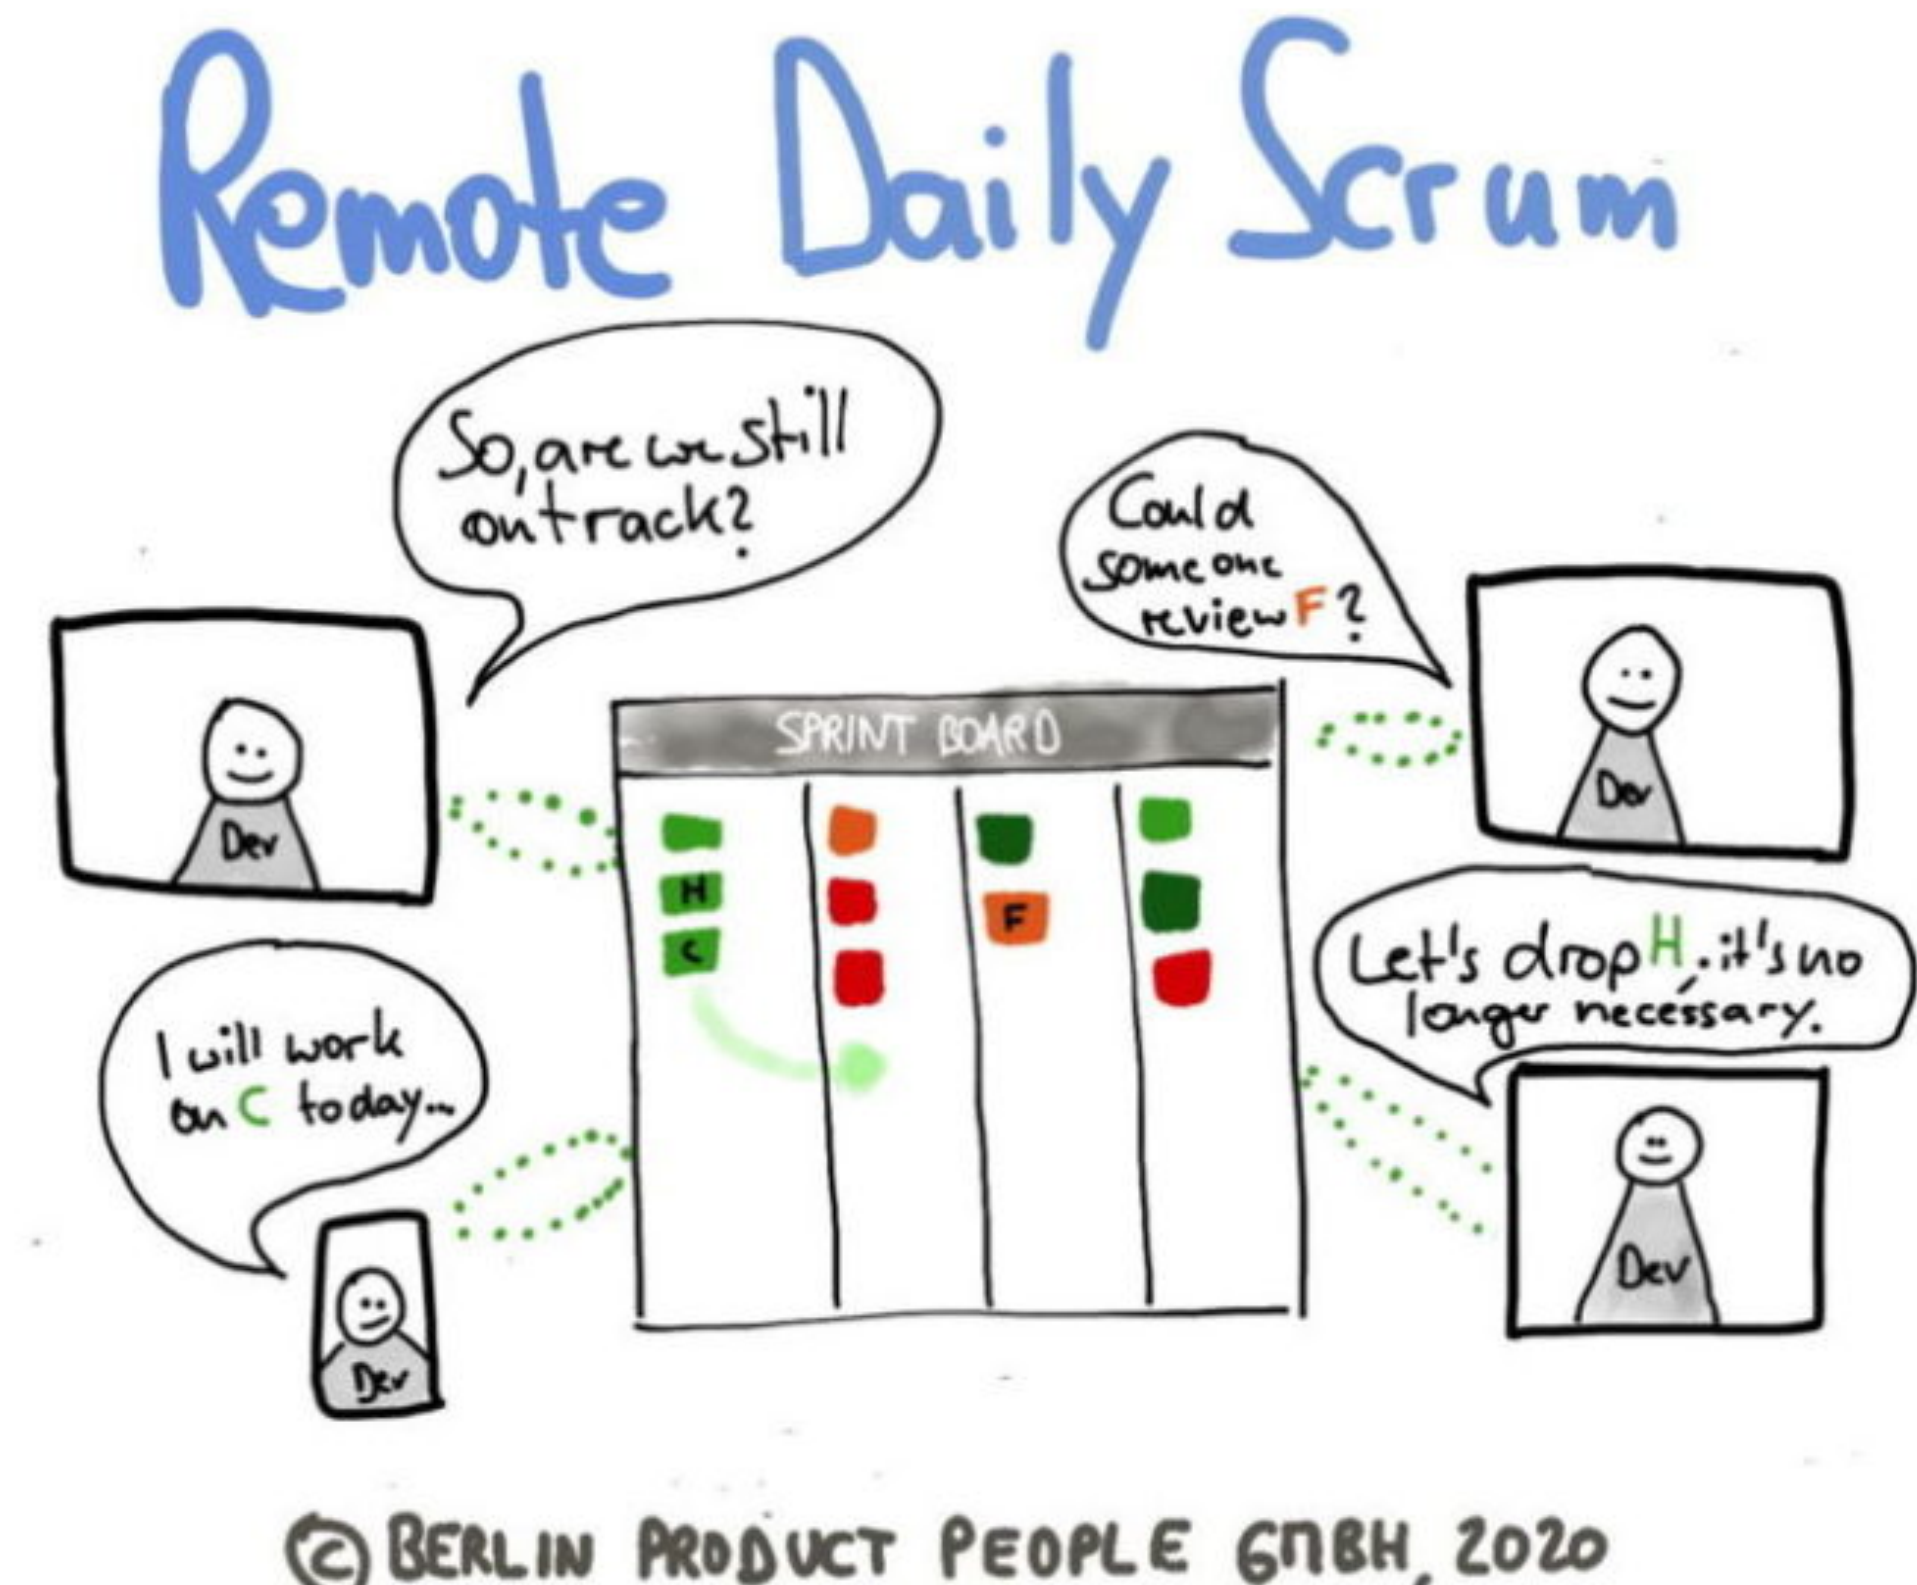 Remote Daily Scrum
So, are we still
on track?
Could
someone
review F?
Dev
Dev
SPRINT BOARD
H
C
F
Let's drop H; it's no
longer necessary.
I will work
on C today...
Dev
Dev
© BERLIN PRODUCT PEOPLE GMBH, 2020